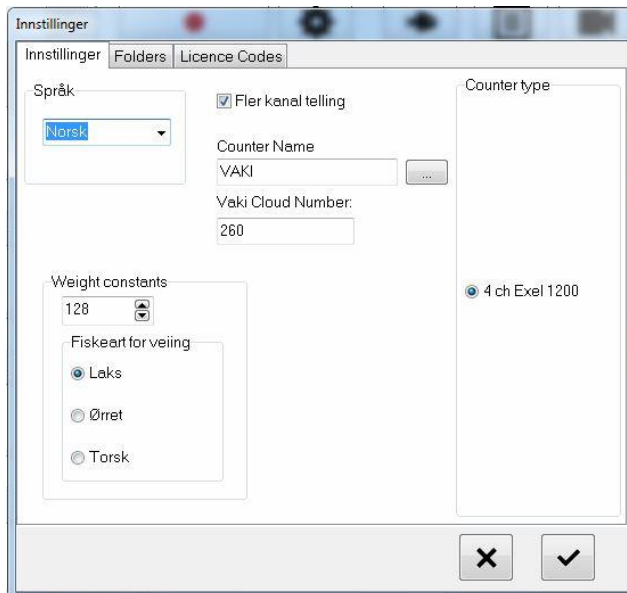 Innstillinger
Innstillinger Folders Licence Codes
Språk
Norsk
Fler kanal telling
Counter Name
VAKI
...
Vaki Cloud Number:
260
Weight constants
128
Fiskeart for veiing
Laks
Ørret
Torsk
Counter type
4 ch Exel 1200